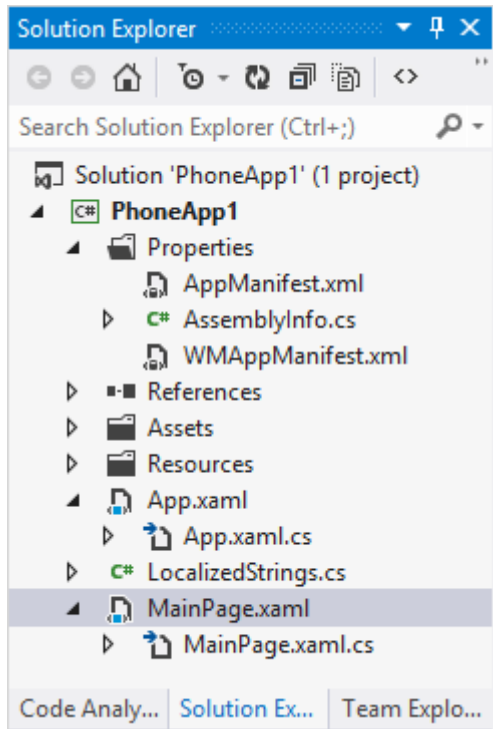 Solution Explorer
Search Solution Explorer (Ctrl+;)
Solution 'PhoneApp1' (1 project)
C# PhoneApp1
Properties
AppManifest.xml
C# AssemblyInfo.cs
WMAppManifest.xml
References
Assets
Resources
App.xaml
App.xaml.cs
C# LocalizedStrings.cs
MainPage.xaml
MainPage.xaml.cs
Code Analy... Solution Ex... Team Explo...